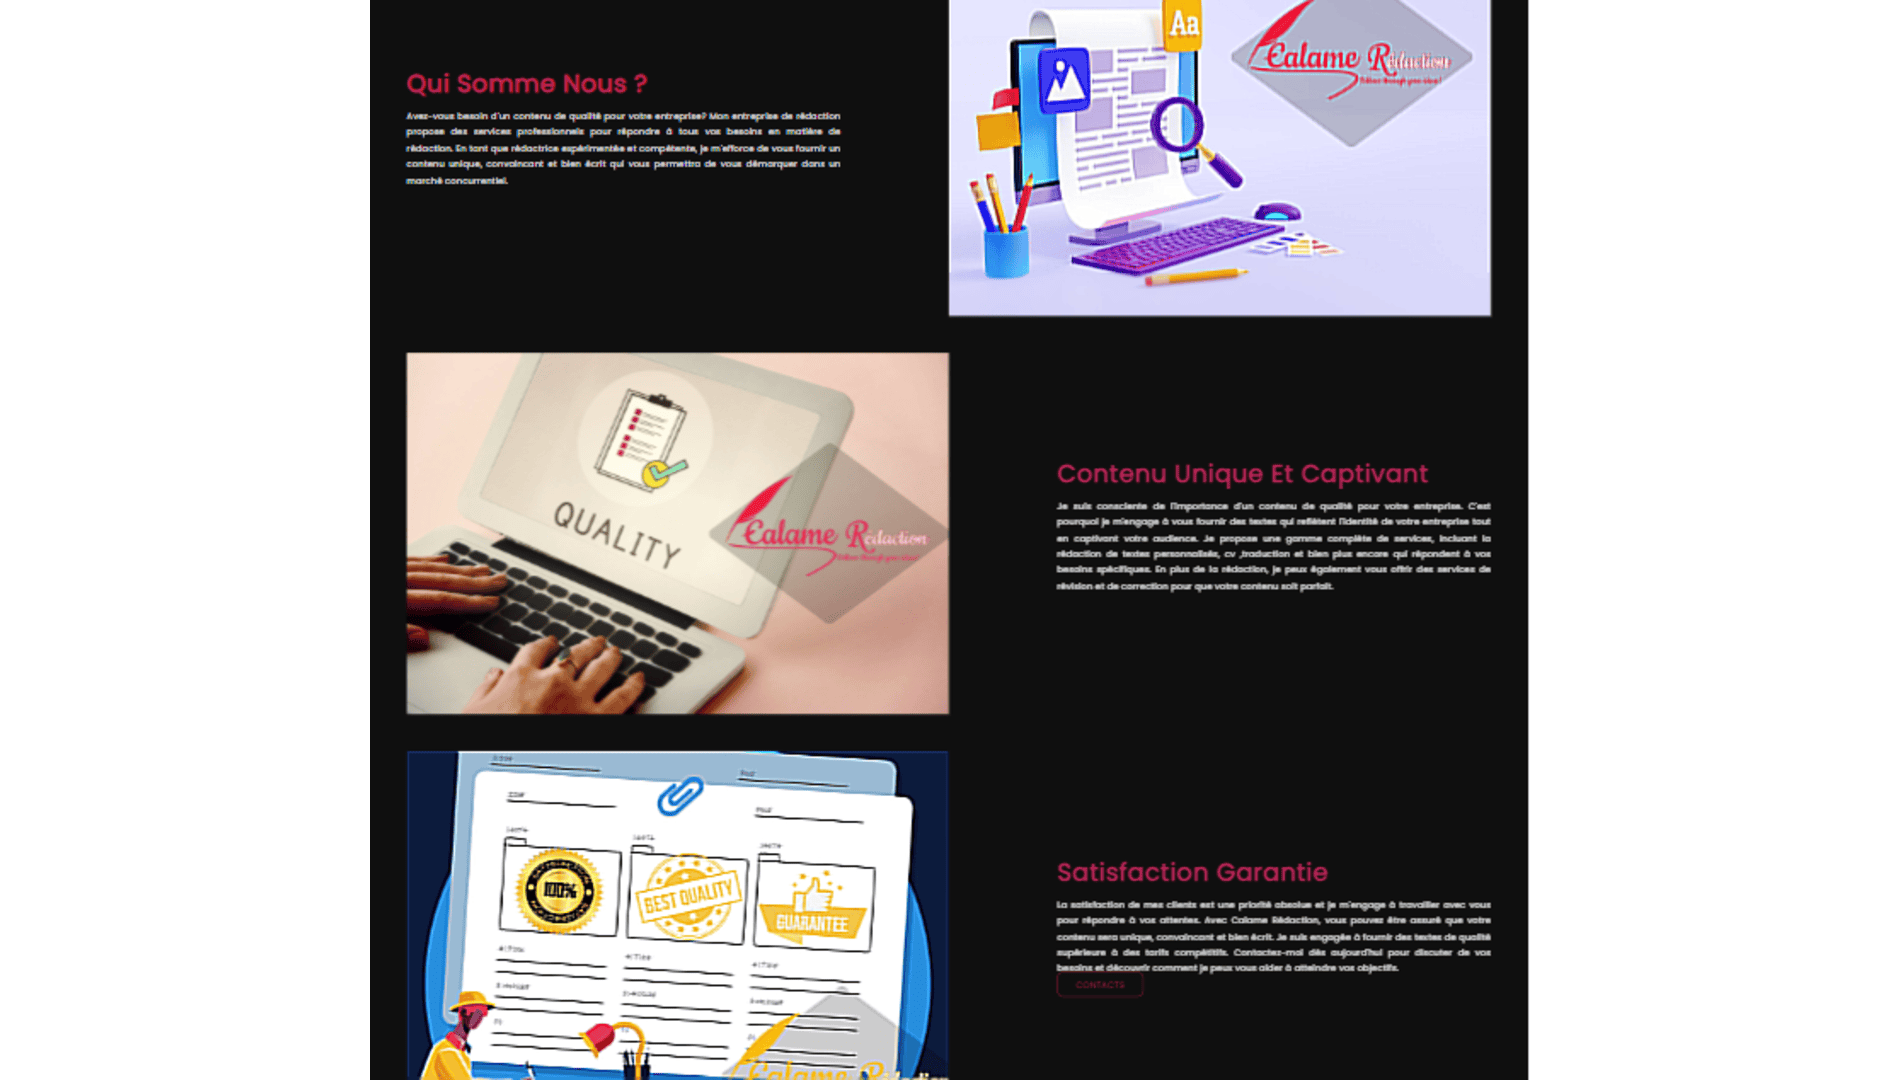 Aa
Calame Rédaction
Qui Somme Nous ?
Avez-vous besoin d'un contenu de qualité pour votre entreprise? Mon entreprise de rédaction
propose des services professionnels pour répondre à tous vos besoins en matière de
rédaction. En tant que rédactrice expérimentée et compétente, je m'efforce de vous fournir un
contenu unique, convaincant et bien écrit qui vous permettra de vous démarquer dans un
marché concurrentiel.
QUALITY
Calame Rédaction
Contenu Unique Et Captivant
Je suis consciente de l'importance d'un contenu de qualité pour votre entreprise. C'est
pourquoi je m'engage à vous fournir des textes qui reflètent l'identité de votre entreprise tout
en captivant votre audience. Je propose une gamme complète de services, incluant la
rédaction de textes personnalisés, cv ,traduction et bien plus encore qui répondent à vos
besoins spécifiques. En plus de la rédaction, je peux également vous offrir des services de
révision et de correction pour que votre contenu soit parfait.
100%
BEST QUALITY
GUARANTEE
Calame Rédaction
Satisfaction Garantie
La satisfaction de mes clients est une priorité absolue et je m'engage à travailler avec vous
pour répondre à vos attentes. Avec Calame Rédaction, vous pouvez être assuré que votre
contenu sera unique, convaincant et bien écrit. Je suis engagée à fournir des textes de qualité
supérieure à des tarifs compétitifs. Contactez-moi dès aujourd'hui pour discuter de vos
besoins et découvrir comment je peux vous aider à atteindre vos objectifs.
CONTACTS